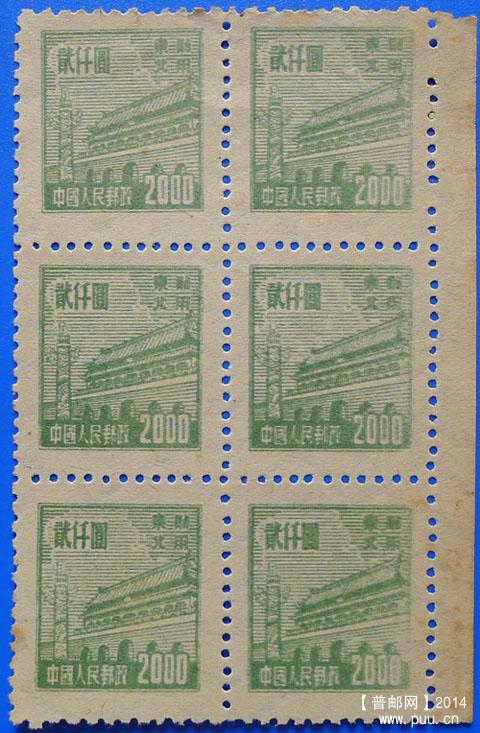 貳仟圓
東貼
北用
中國人民郵政 2000
貳仟圓
東貼
北用
中國人民郵政 2000
貳仟圓
東貼
北用
中國人民郵政 2000
貳仟圓
東貼
北用
中國人民郵政 2000
貳仟圓
東貼
北用
中國人民郵政 2000
貳仟圓
東貼
北用
中國人民郵政 2000
【普邮网】2014
www.puu.cn